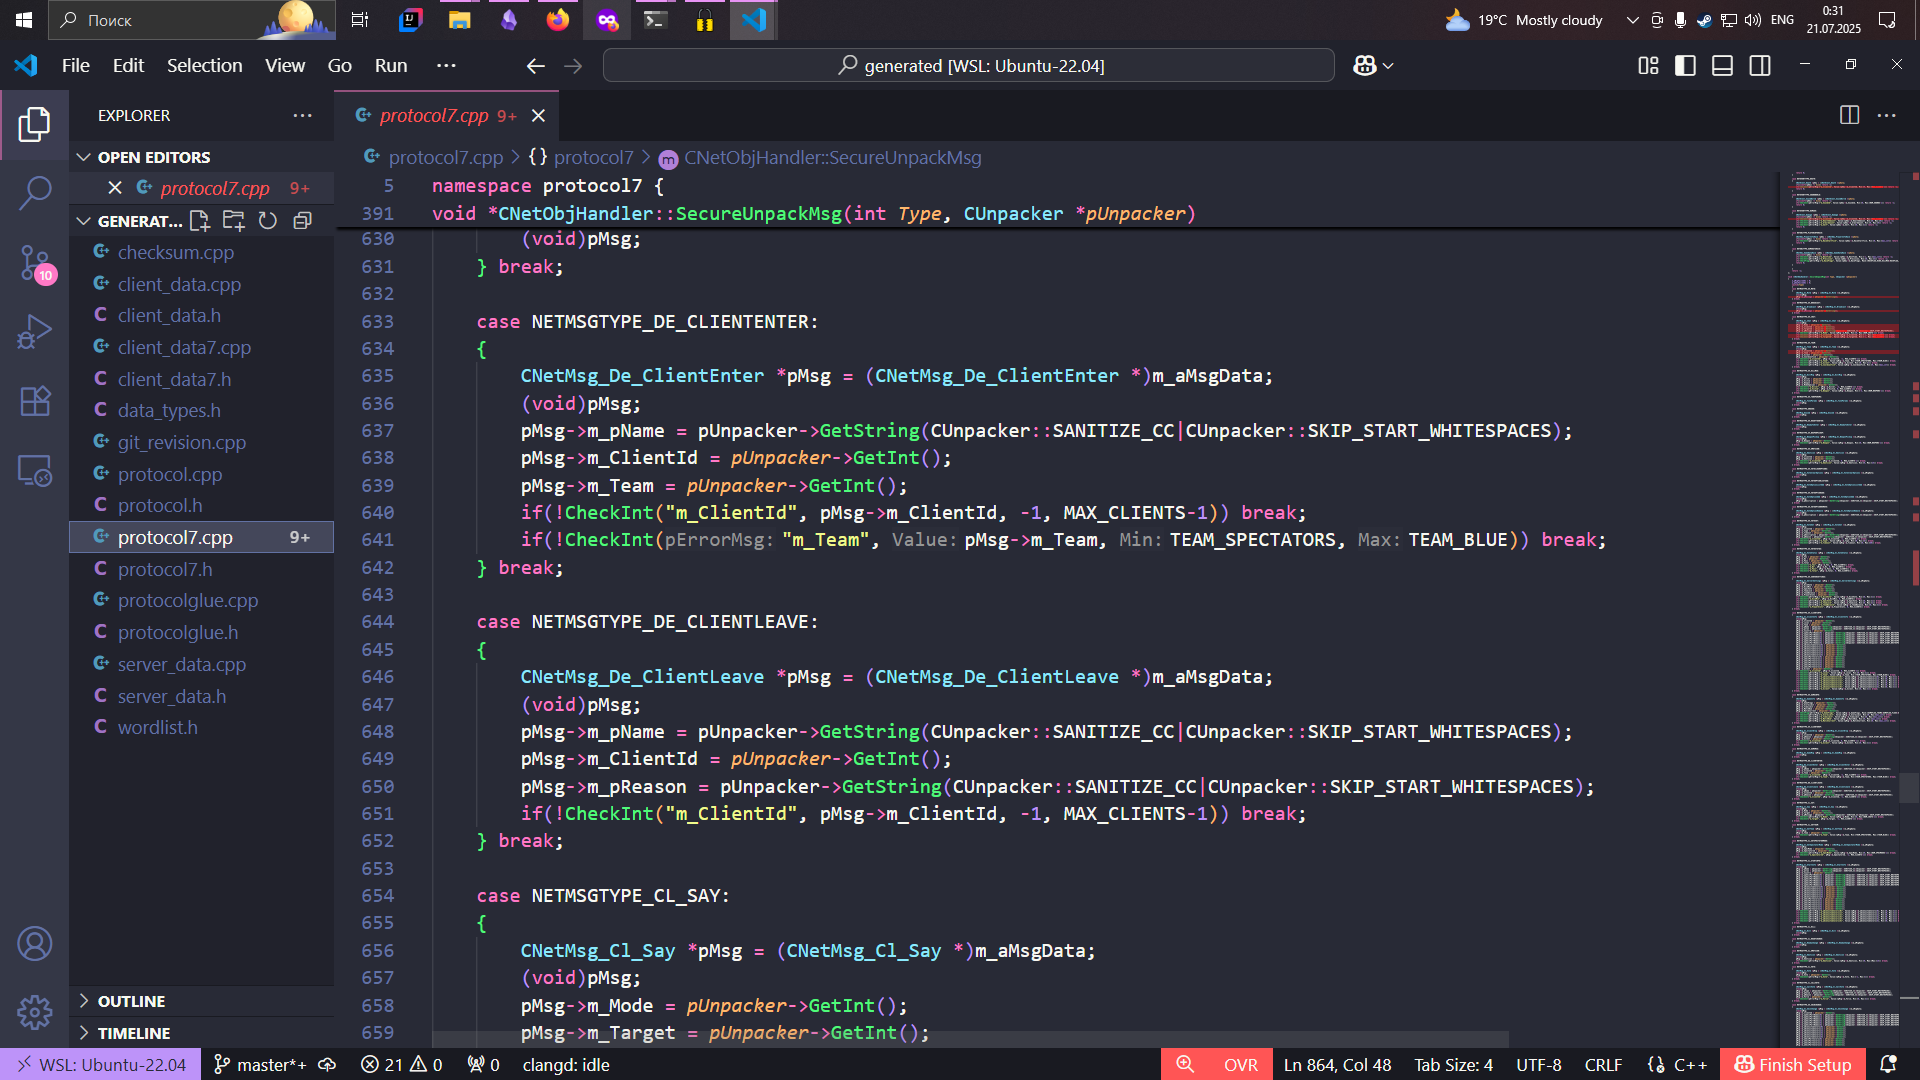 Поиск
19°C Mostly cloudy
ENG
0:31
21.07.2025
File Edit Selection View Go Run ···
generated [WSL: Ubuntu-22.04]
EXPLORER
OPEN EDITORS
protocol7.cpp 9+
GENERAT...
checksum.cpp
client_data.cpp
client_data.h
client_data7.cpp
client_data7.h
data_types.h
git_revision.cpp
protocol.cpp
protocol.h
protocol7.cpp 9+
protocol7.h
protocolglue.cpp
protocolglue.h
server_data.cpp
server_data.h
wordlist.h
OUTLINE
TIMELINE
10
protocol7.cpp 9+
protocol7.cpp > {} protocol7 > m CNetObjHandler::SecureUnpackMsg
5 namespace protocol7 {
391 void *CNetObjHandler::SecureUnpackMsg(int Type, CUnpacker *pUnpacker)
630 (void)pMsg;
631 } break;
632
633 case NETMSGTYPE_DE_CLIENTENTER:
634 {
635 CNetMsg_De_ClientEnter *pMsg = (CNetMsg_De_ClientEnter *)m_aMsgData;
636 (void)pMsg;
637 pMsg->m_pName = pUnpacker->GetString(CUnpacker::SANITIZE_CC|CUnpacker::SKIP_START_WHITESPACES);
638 pMsg->m_ClientId = pUnpacker->GetInt();
639 pMsg->m_Team = pUnpacker->GetInt();
640 if(!CheckInt("m_ClientId", pMsg->m_ClientId, -1, MAX_CLIENTS-1)) break;
641 if(!CheckInt(pErrorMsg: "m_Team", Value: pMsg->m_Team, Min: TEAM_SPECTATORS, Max: TEAM_BLUE)) break;
642 } break;
643
644 case NETMSGTYPE_DE_CLIENTLEAVE:
645 {
646 CNetMsg_De_ClientLeave *pMsg = (CNetMsg_De_ClientLeave *)m_aMsgData;
647 (void)pMsg;
648 pMsg->m_pName = pUnpacker->GetString(CUnpacker::SANITIZE_CC|CUnpacker::SKIP_START_WHITESPACES);
649 pMsg->m_ClientId = pUnpacker->GetInt();
650 pMsg->m_pReason = pUnpacker->GetString(CUnpacker::SANITIZE_CC|CUnpacker::SKIP_START_WHITESPACES);
651 if(!CheckInt("m_ClientId", pMsg->m_ClientId, -1, MAX_CLIENTS-1)) break;
652 } break;
653
654 case NETMSGTYPE_CL_SAY:
655 {
656 CNetMsg_Cl_Say *pMsg = (CNetMsg_Cl_Say *)m_aMsgData;
657 (void)pMsg;
658 pMsg->m_Mode = pUnpacker->GetInt();
659 pMsg->m_Target = pUnpacker->GetInt();
WSL: Ubuntu-22.04 master*+ 21 0 0 clangd: idle OVR Ln 864, Col 48 Tab Size: 4 UTF-8 CRLF {} C++ Finish Setup